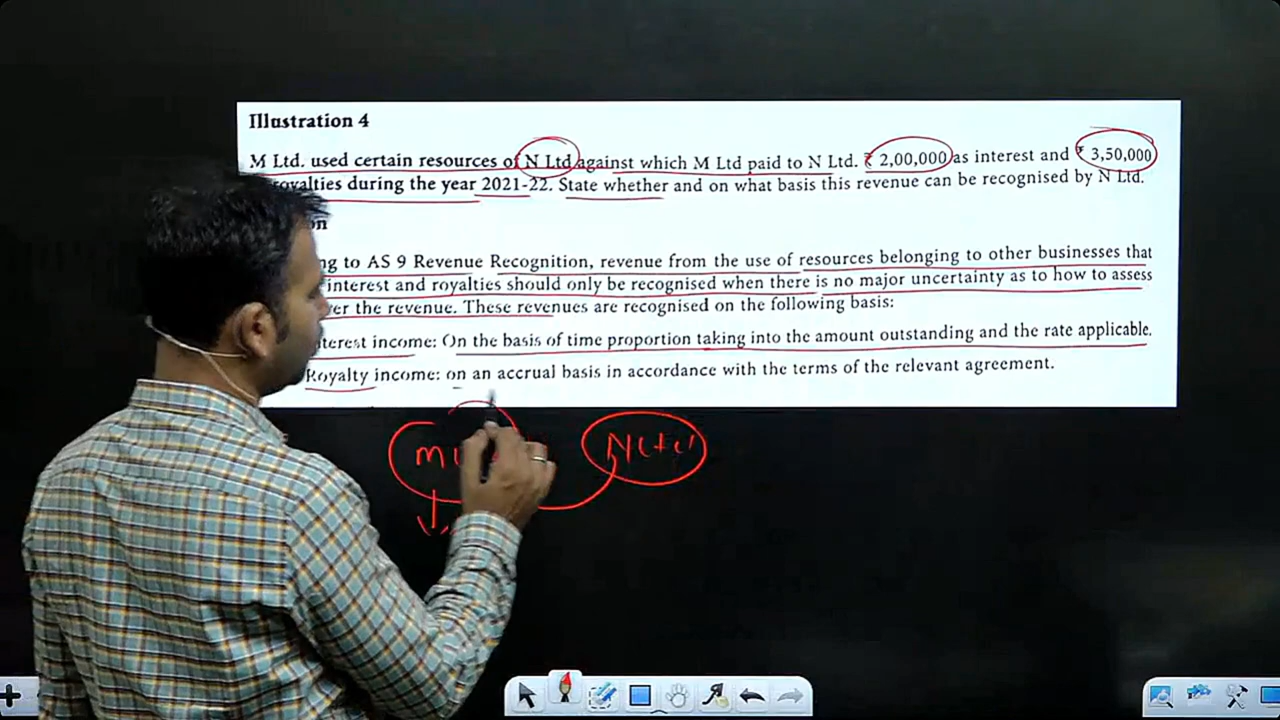 Illustration 4
M Ltd. used certain resources of N Ltd against which M Ltd paid to N Ltd. ₹ 2,00,000 as interest and ₹ 3,50,000
royalties during the year 2021-22. State whether and on what basis this revenue can be recognised by N Ltd.
on
ng to AS 9 Revenue Recognition, revenue from the use of resources belonging to other businesses that
interest and royalties should only be recognised when there is no major uncertainty as to how to assess
ver the revenue. These revenues are recognised on the following basis:
terest income: On the basis of time proportion taking into the amount outstanding and the rate applicable.
Royalty income: on an accrual basis in accordance with the terms of the relevant agreement.
M
N Ltd